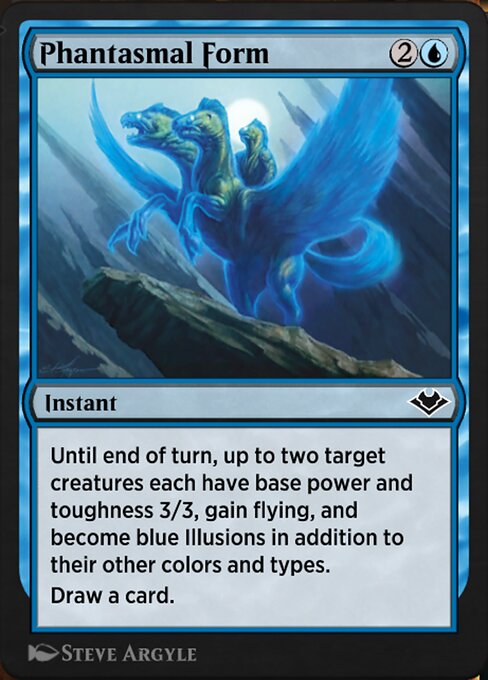 Phantasmal Form 2
Instant
Until end of turn, up to two target
creatures each have base power and
toughness 3/3, gain flying, and
become blue Illusions in addition to
their other colors and types.
Draw a card.
Steve Argyle